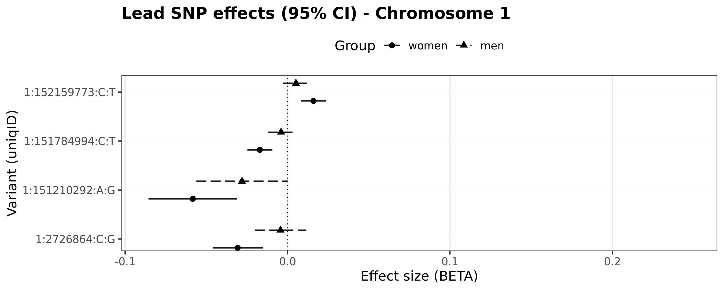 Lead SNP effects (95% CI) - Chromosome 1
Group women men
1:152159773:C:T
1:151784994:C:T
1:151210292:A:G
1:2726864:C:G
Variant (uniqID)
-0.1 0.0 0.1 0.2
Effect size (BETA)